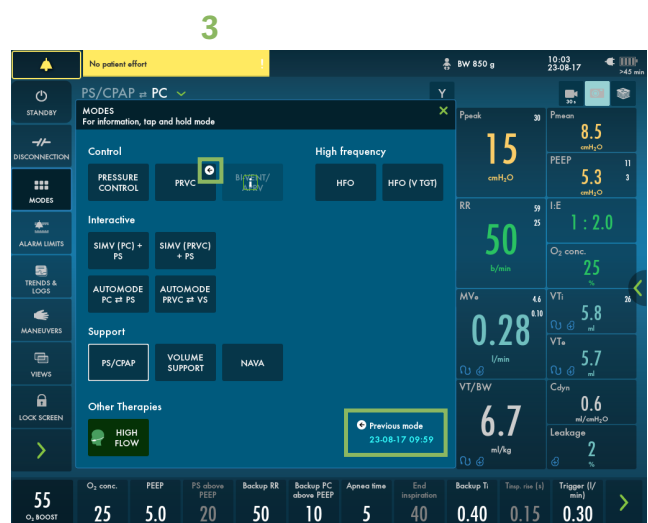 3
No patient effort !
BW 850 g
10:03
23-08-17
>45 min
STANDBY
DISCONNECTION
MODES
ALARM LIMITS
TRENDS &
LOGS
MANEUVERS
VIEWS
LOCK SCREEN
PS/CPAP ⇄ PC
Y
30 s
MODES
For information, tap and hold mode
Control
PRESSURE
CONTROL
PRVC
BIVENT/
APRV
High frequency
HFO
HFO (V TGT)
Interactive
SIMV (PC) +
PS
SIMV (PRVC)
+ PS
AUTOMODE
PC ⇄ PS
AUTOMODE
PRVC ⇄ VS
Support
PS/CPAP
VOLUME
SUPPORT
NAVA
Other Therapies
HIGH
FLOW
Previous mode
23-08-17 09:59
Ppeak 30
15
cmH2O
Pmean
8.5
cmH2O
PEEP 11
5.3 3
cmH2O
RR 59
25
50
b/min
I:E
1 : 2.0
O2 conc.
25
%
MVe 4.6
0.10
0.28
l/min
VTi 26
5.8
ml
VTe
5.7
ml
VT/BW
6.7
ml/kg
Cdyn
0.6
ml/cmH2O
Leakage
2
%
55
O2 BOOST
O2 conc.
25
PEEP
5.0
PS above
PEEP
20
Backup RR
50
Backup PC
above PEEP
10
Apnea time
5
End
inspiration
40
Backup Ti
0.40
Tinsp. rise (s)
0.15
Trigger (l/
min)
0.30